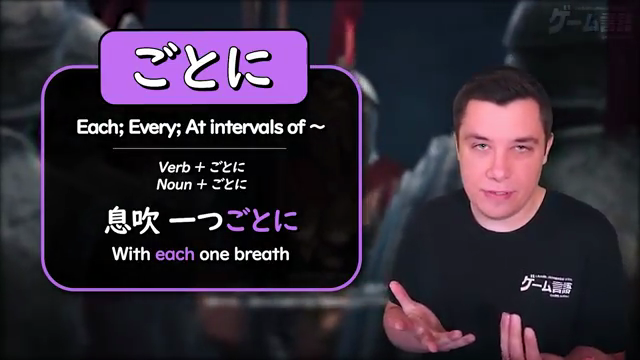 ごとに
Each; Every; At intervals of ～
Verb + ごとに
Noun + ごとに
息吹 一つごとに
With each one breath
ゲーム言語
ゲーム言語